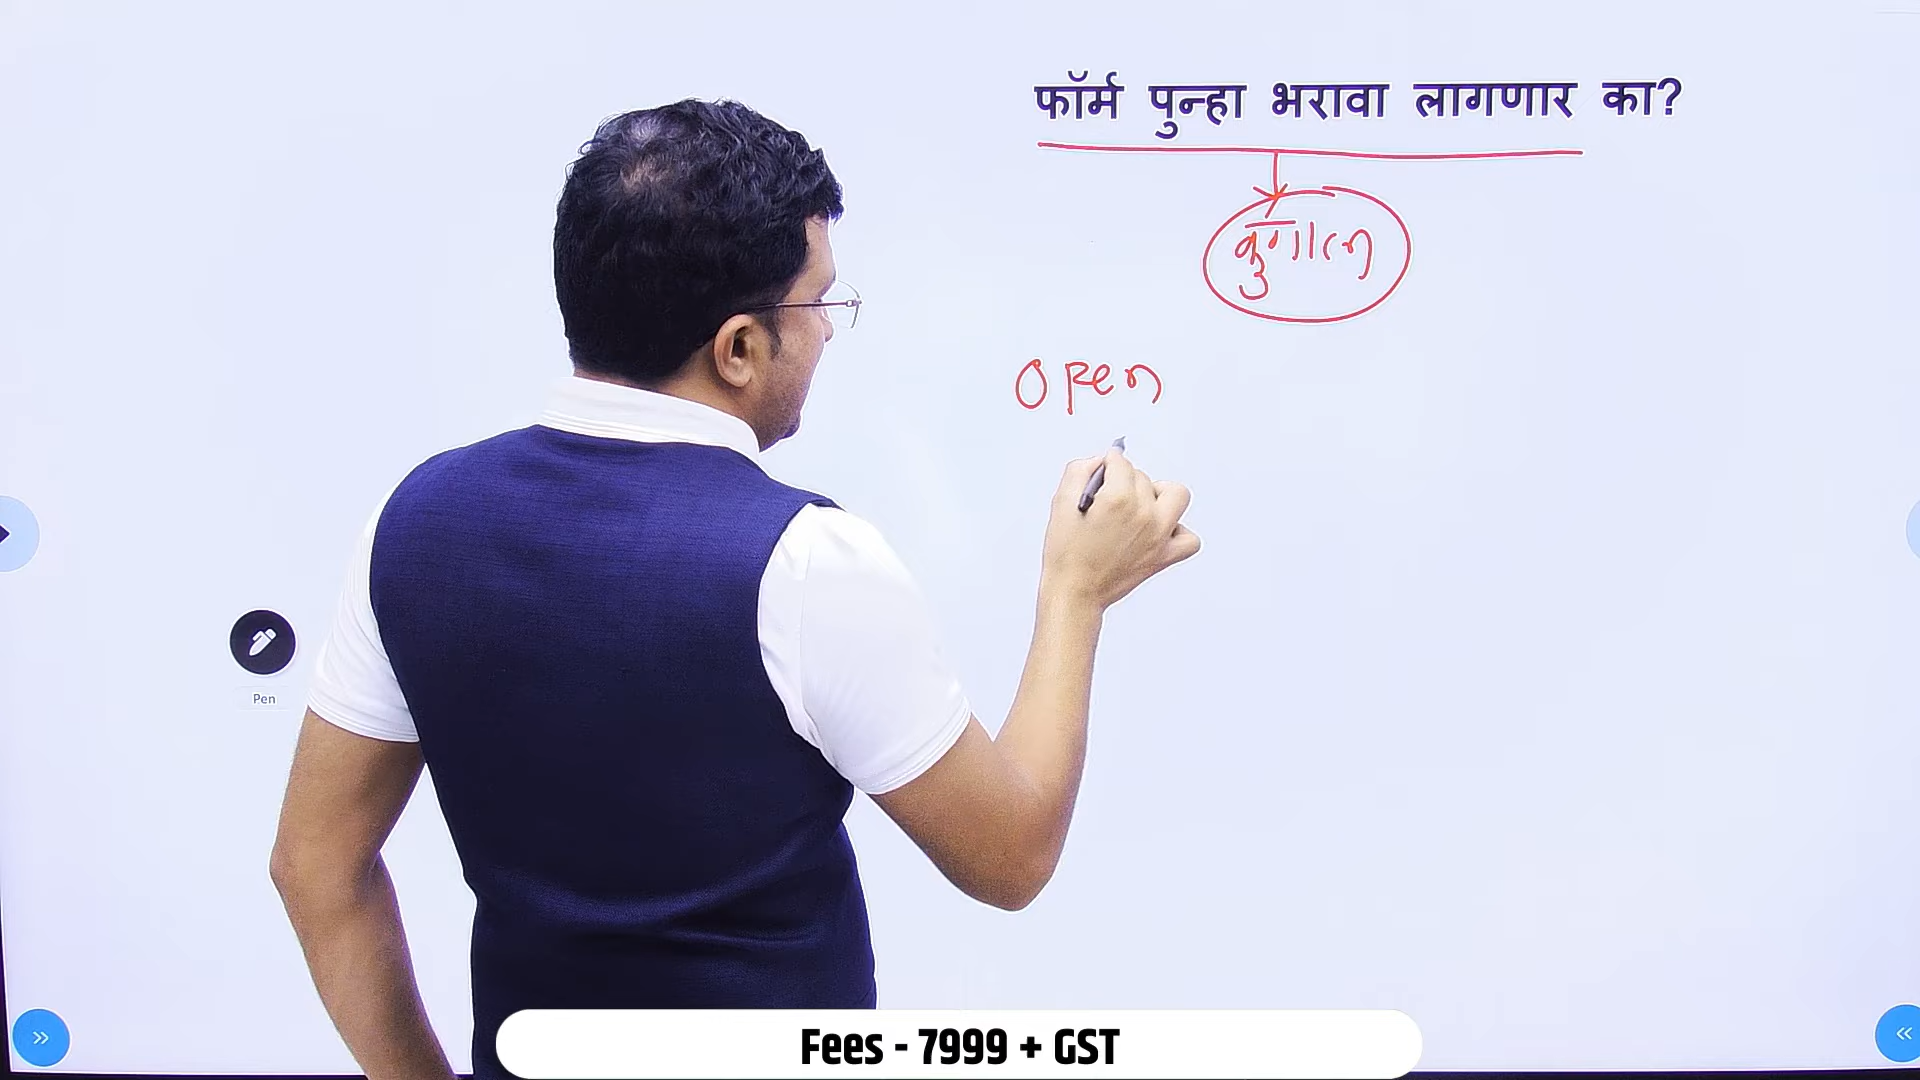 फॉर्म पुन्हा भरावा लागणार का?
open
Pen
Fees - 7999 + GST